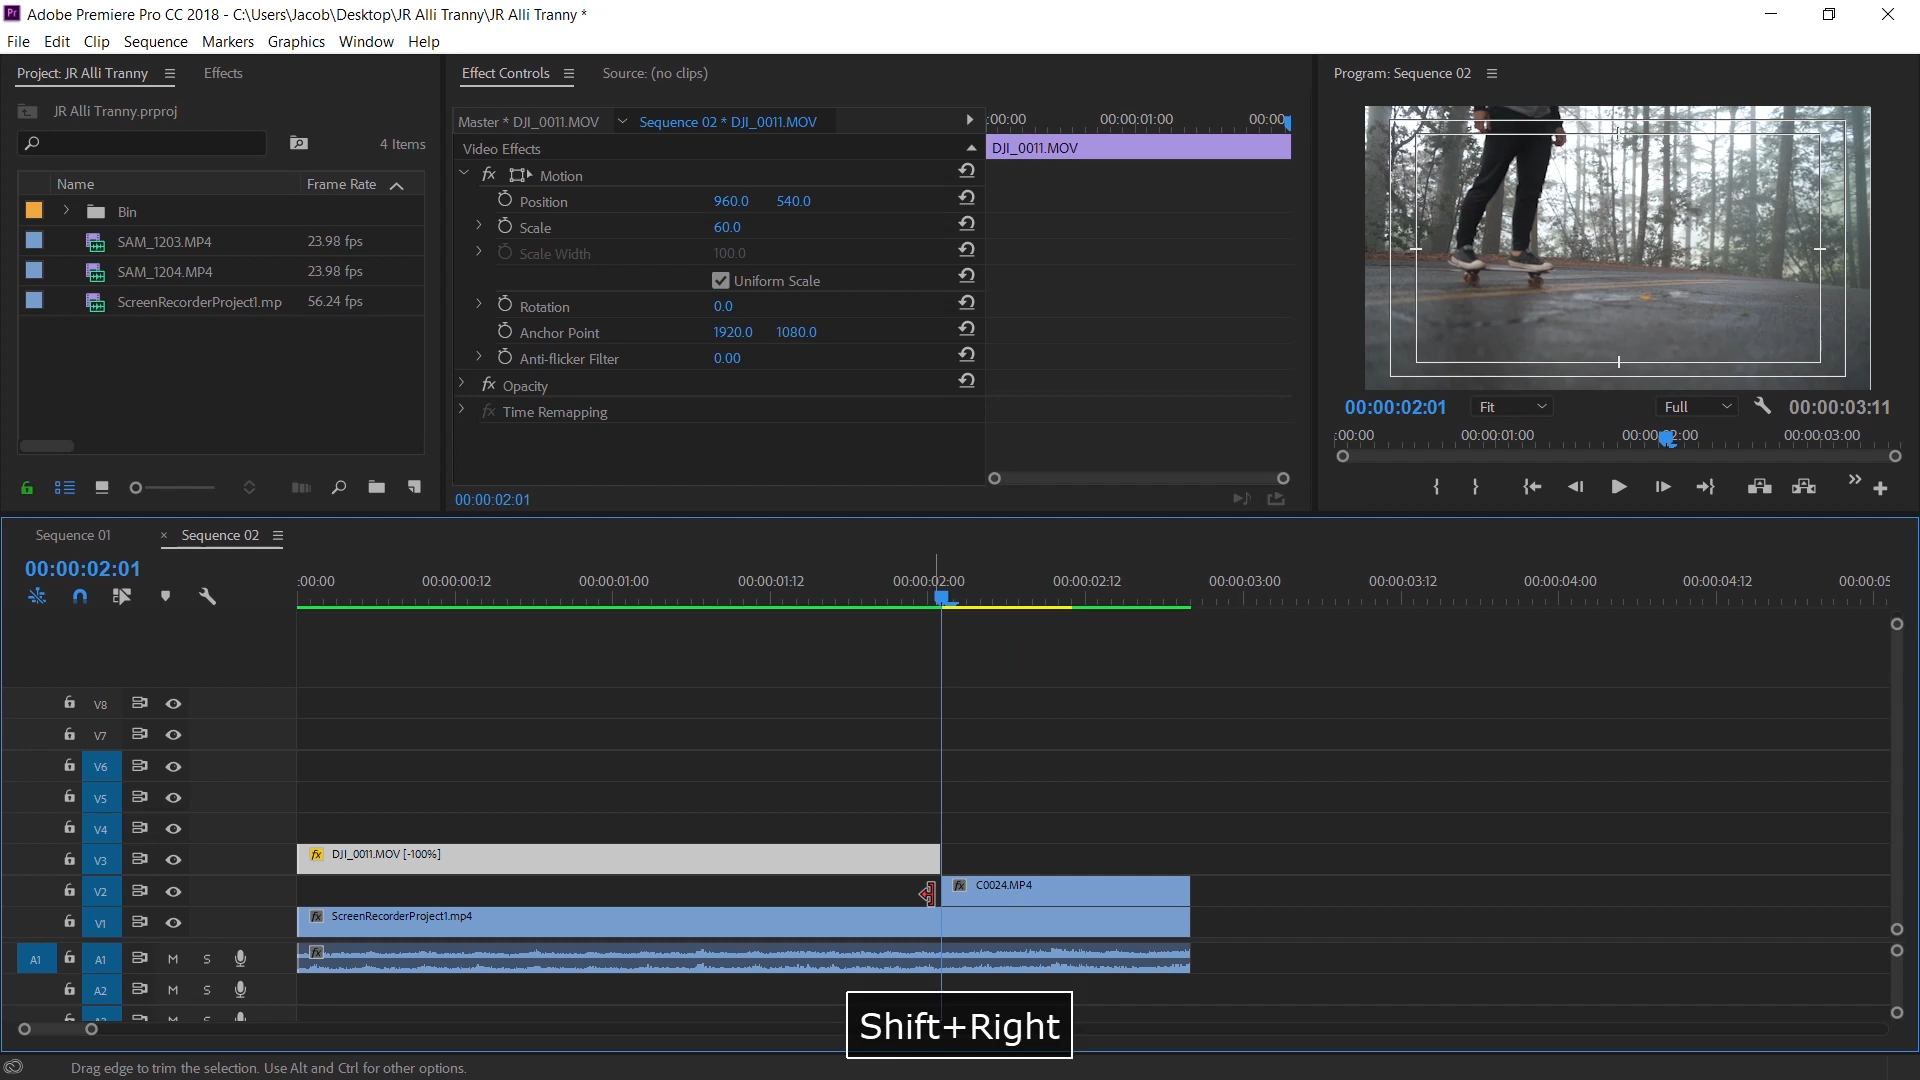 Adobe Premiere Pro CC 2018 - C:\Users\Jacob\Desktop\JR Alli Tranny\JR Alli Tranny *
File Edit Clip Sequence Markers Graphics Window Help
Project: JR Alli Tranny Effects
JR Alli Tranny.prproj
4 Items
Name Frame Rate
Bin
SAM_1203.MP4 23.98 fps
SAM_1204.MP4 23.98 fps
ScreenRecorderProject1.mp 56.24 fps
Effect Controls Source: (no clips)
Master * DJI_0011.MOV Sequence 02 * DJI_0011.MOV
:00:00 00:00:01:00 00:00
Video Effects
DJI_0011.MOV
fx Motion
Position 960.0 540.0
Scale 60.0
Scale Width 100.0
Uniform Scale
Rotation 0.0
Anchor Point 1920.0 1080.0
Anti-flicker Filter 0.00
fx Opacity
fx Time Remapping
00:00:02:01
Program: Sequence 02
00:00:02:01 Fit Full 00:00:03:11
:00:00 00:00:01:00 00:00:02:00 00:00:03:00
Sequence 01 × Sequence 02
00:00:02:01
:00:00 00:00:00:12 00:00:01:00 00:00:01:12 00:00:02:00 00:00:02:12 00:00:03:00 00:00:03:12 00:00:04:00 00:00:04:12 00:00:05
V8
V7
V6
V5
V4
V3 fx DJI_0011.MOV [-100%]
V2 fx C0024.MP4
V1 fx ScreenRecorderProject1.mp4
A1 A1 M S fx
A2 M S
Shift+Right
Drag edge to trim the selection. Use Alt and Ctrl for other options.